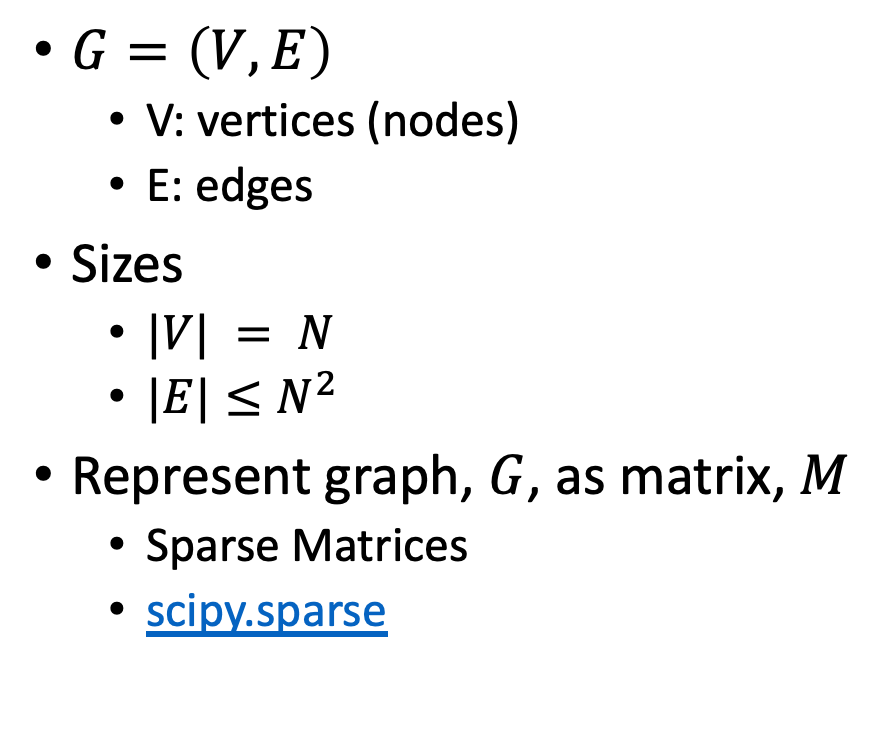 • G = (V, E)
• V: vertices (nodes)
• E: edges
• Sizes
• |V| = N
• |E| ≤ N²
• Represent graph, G, as matrix, M
• Sparse Matrices
• scipy.sparse